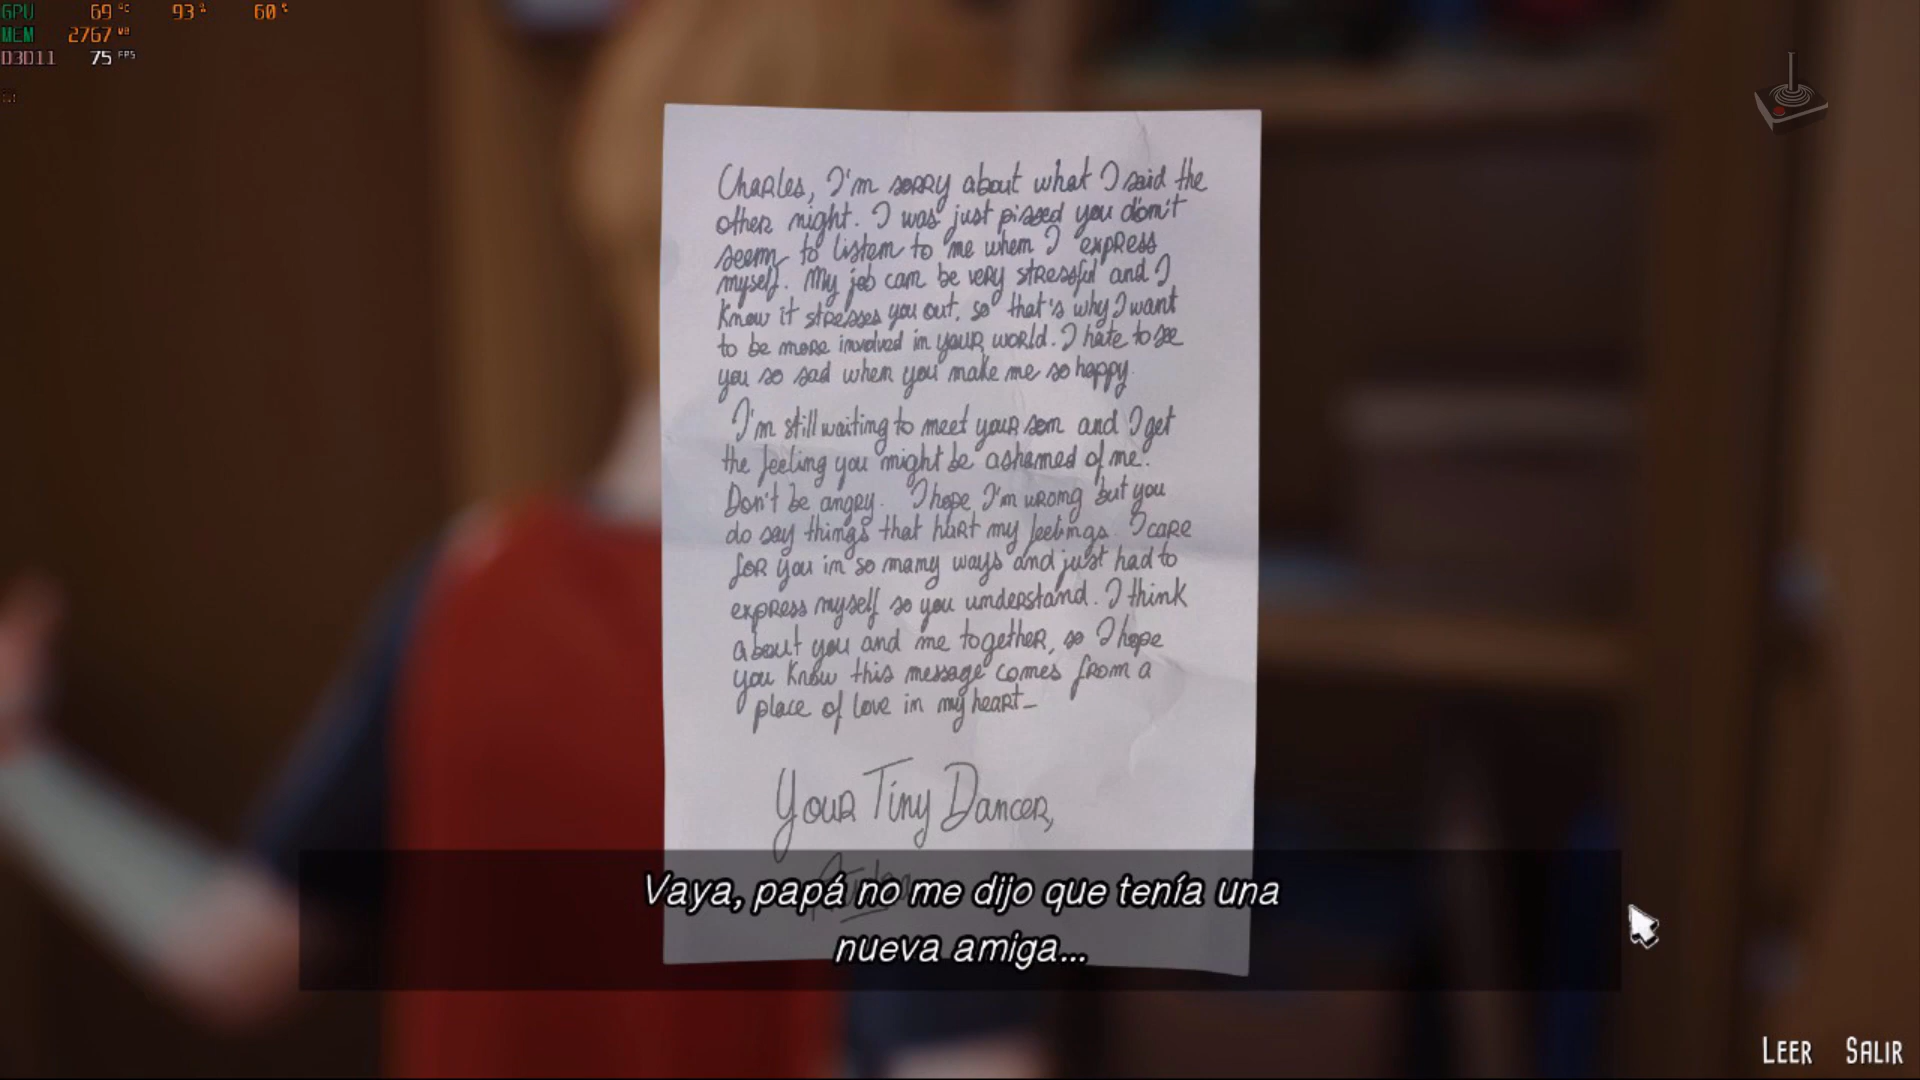 GPU 69 °C 93 % 60 %
MEM 2767 MB
D3D11 75 FPS
Charles, I'm sorry about what I said the
other night. I was just pissed you don't
seem to listen to me when I express
myself. My job can be very stressful and I
know it stresses you out, so that's why I want
to be more involved in your world. I hate to see
you so sad when you make me so happy.
I'm still waiting to meet your son and I get
the feeling you might be ashamed of me.
Don't be angry. I hope I'm wrong but you
do say things that hurt my feelings. I care
for you in so many ways and just had to
express myself so you understand. I think
about you and me together, so I hope
you know this message comes from a
place of love in my heart—
Your Tiny Dancer,
Vaya, papá no me dijo que tenía una
nueva amiga...
LEER SALIR